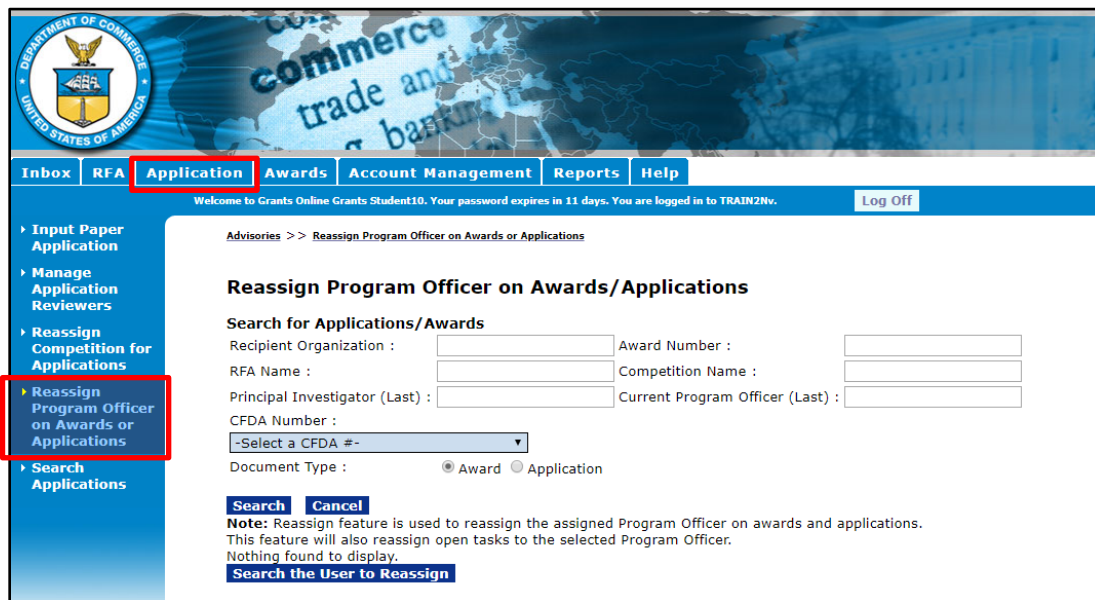 DEPARTMENT OF COMMERCE
UNITED STATES OF AMERICA
commerce
trade and
Inbox RFA Application Awards Account Management Reports Help
Welcome to Grants Online Grants Student10. Your password expires in 11 days. You are logged in to TRAIN2Nv. Log Off
Input Paper
Application
Manage
Application
Reviewers
Reassign
Competition for
Applications
Reassign
Program Officer
on Awards or
Applications
Search
Applications
Advisories >> Reassign Program Officer on Awards or Applications
Reassign Program Officer on Awards/Applications
Search for Applications/Awards
Recipient Organization : Award Number :
RFA Name : Competition Name :
Principal Investigator (Last) : Current Program Officer (Last) :
CFDA Number :
-Select a CFDA #-
Document Type : Award Application
Search Cancel
Note: Reassign feature is used to reassign the assigned Program Officer on awards and applications.
This feature will also reassign open tasks to the selected Program Officer.
Nothing found to display.
Search the User to Reassign